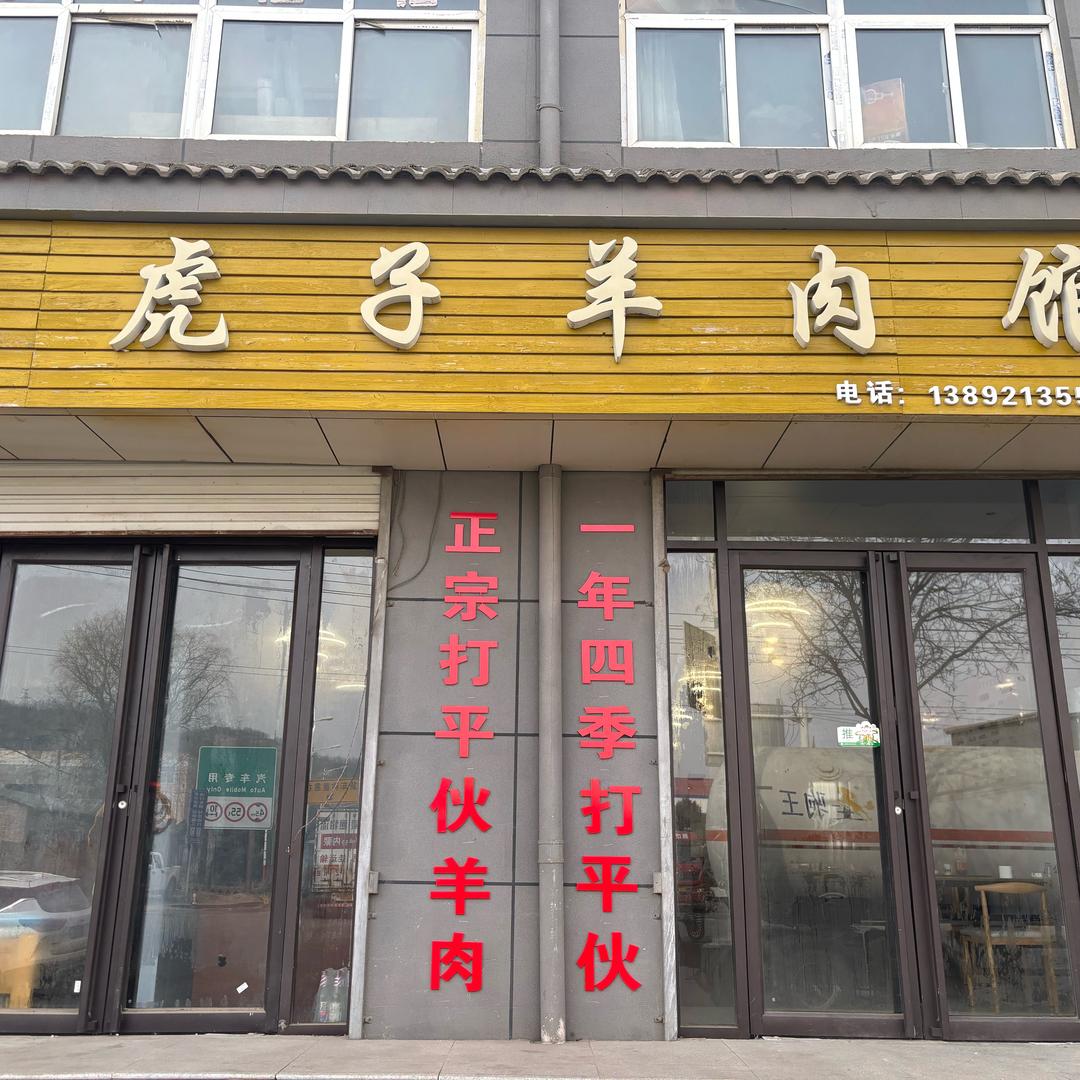 虎子羊肉馆
电话：138921355
正宗打平伙羊肉
一年四季打平伙
推
汽车专用
Auto Mobile Only